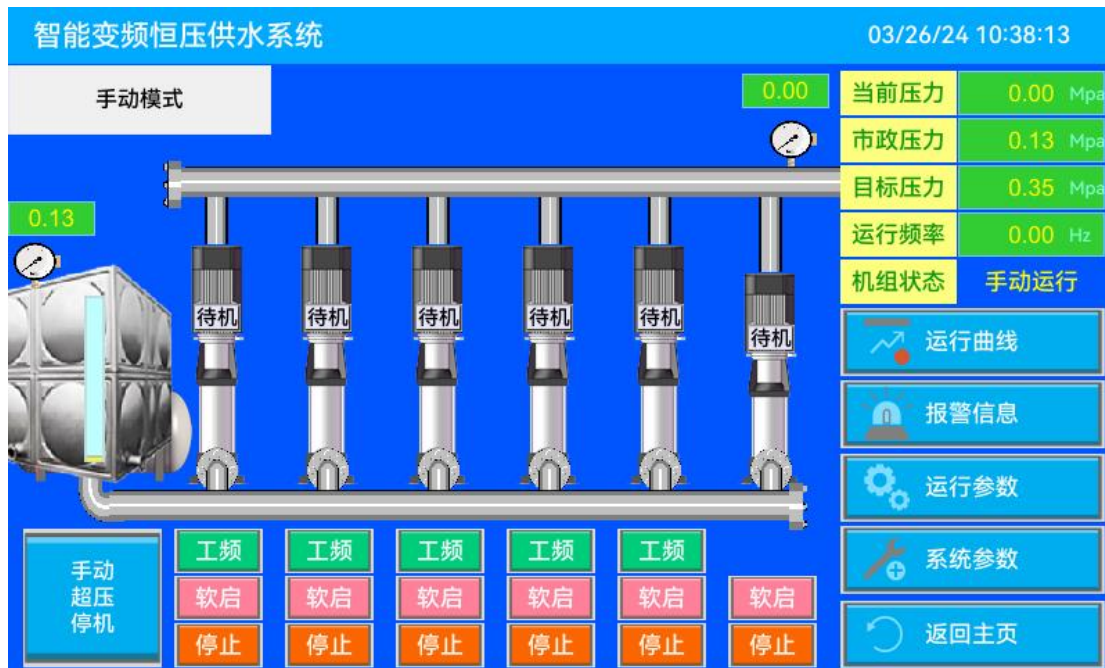 智能变频恒压供水系统
03/26/24 10:38:13
手动模式
0.00
当前压力 0.00 Mpa
市政压力 0.13 Mpa
目标压力 0.35 Mpa
0.13
运行频率 0.00 Hz
机组状态 手动运行
待机 待机 待机 待机 待机 待机
运行曲线
报警信息
运行参数
系统参数
返回主页
手动
超压
停机
工频 工频 工频 工频 工频
软启 软启 软启 软启 软启 软启
停止 停止 停止 停止 停止 停止